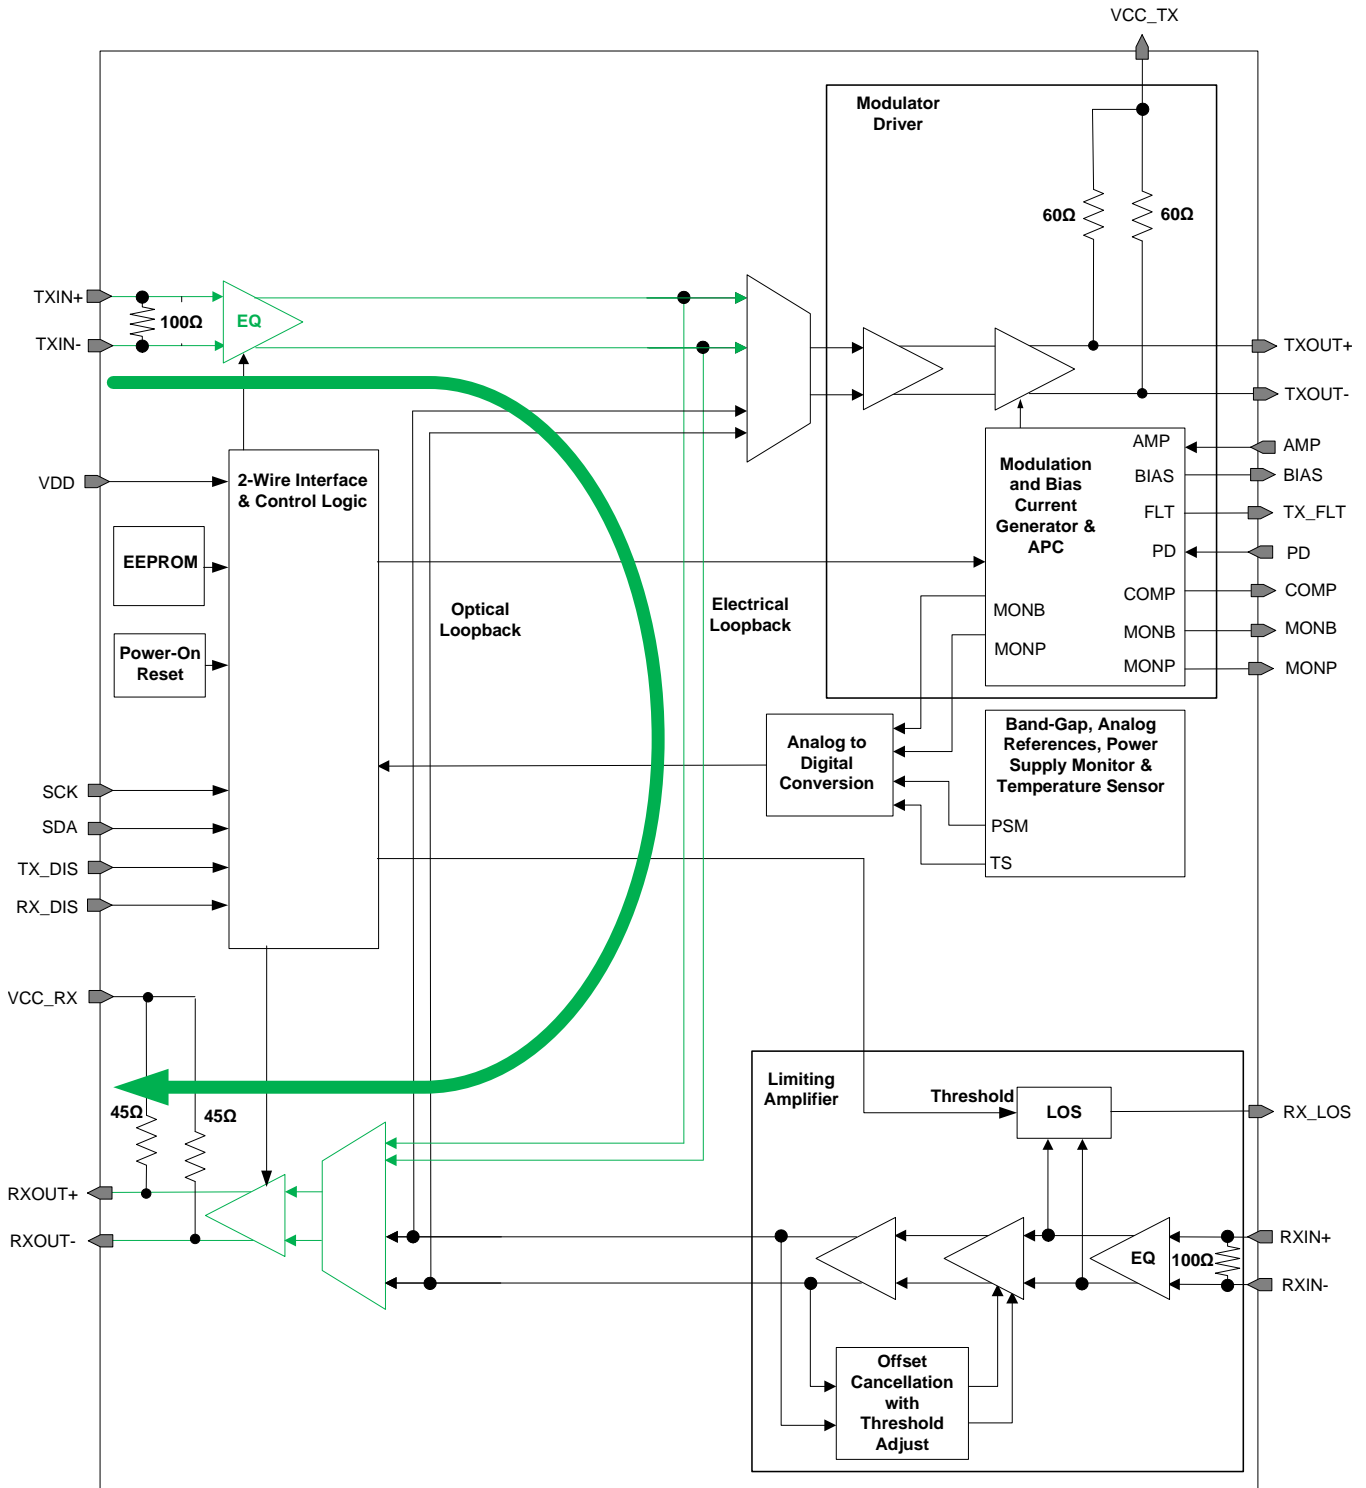 VCC_TX
Modulator
Driver
60Ω
60Ω
TXIN+
100Ω
EQ
TXIN-
TXOUT+
TXOUT-
VDD
2-Wire Interface
& Control Logic
EEPROM
Power-On
Reset
Optical
Loopback
Electrical
Loopback
Modulation
and Bias
Current
Generator &
APC
AMP
BIAS
FLT
PD
COMP
MONB
MONP
MONB
MONP
AMP
BIAS
TX_FLT
PD
COMP
MONB
MONP
Analog to
Digital
Conversion
Band-Gap, Analog
References, Power
Supply Monitor &
Temperature Sensor
PSM
TS
SCK
SDA
TX_DIS
RX_DIS
VCC_RX
45Ω
45Ω
RXOUT+
RXOUT-
Limiting
Amplifier
Threshold
LOS
RX_LOS
EQ
100Ω
RXIN+
RXIN-
Offset
Cancellation
with
Threshold
Adjust